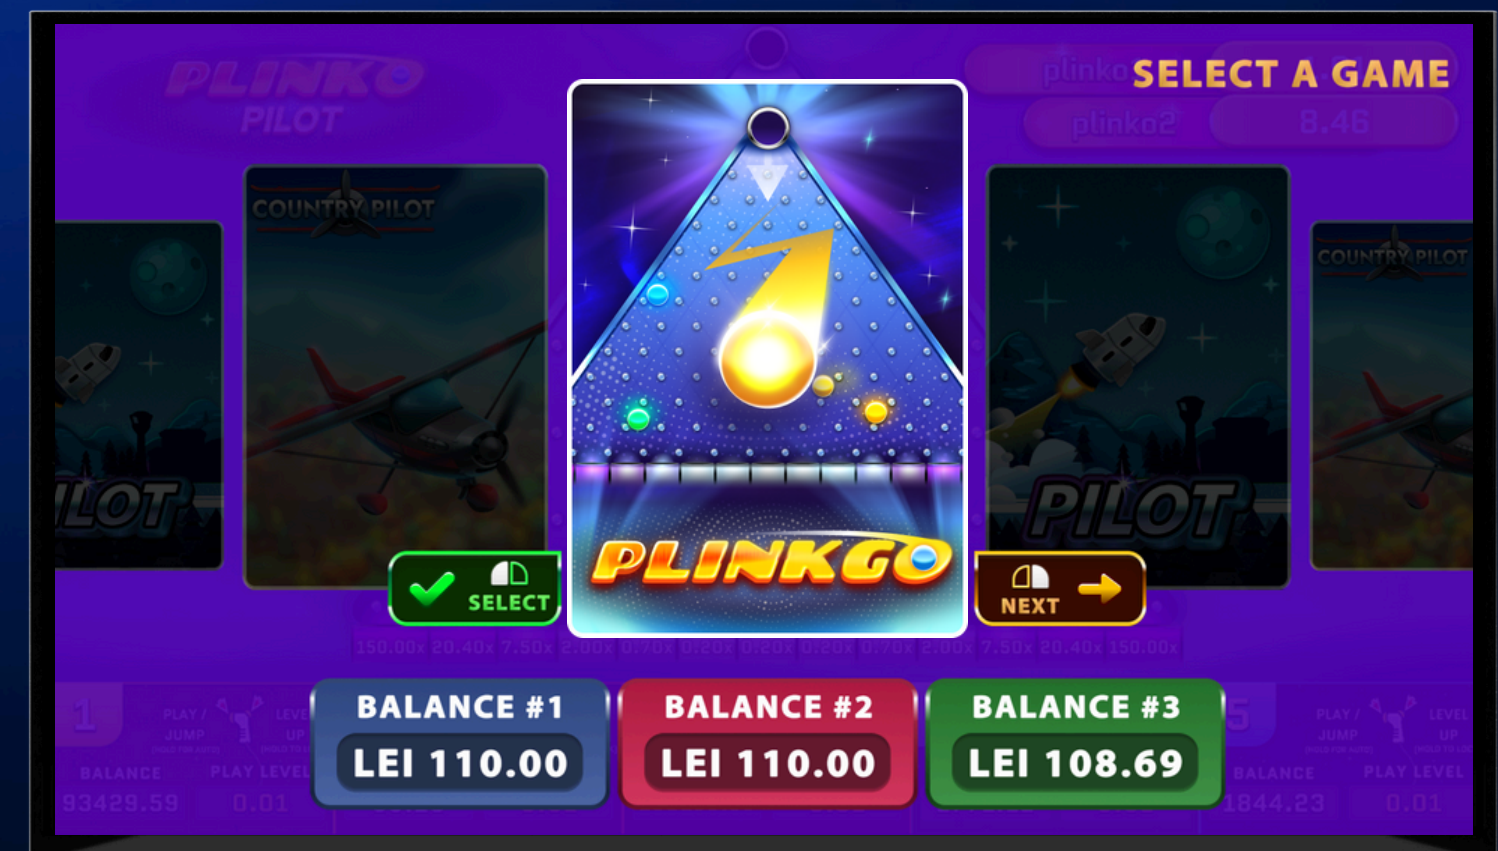 PLINKO
PILOT
SELECT A GAME
plinko
plinko2
8.46
COUNTRY PILOT
COUNTRY PILOT
PILOT
PLINKGO
SELECT
NEXT
150.00x 20.40x 7.50x 2.00x 0.70x 0.20x 0.20x 0.20x 0.70x 2.00x 7.50x 20.40x 150.00x
BALANCE #1
LEI 110.00
BALANCE #2
LEI 110.00
BALANCE #3
LEI 108.69
1
PLAY /
JUMP
LEVEL
UP
BALANCE
PLAY LEVEL
93429.59
0.01
5
PLAY /
JUMP
LEVEL
UP
BALANCE
PLAY LEVEL
1844.23
0.01